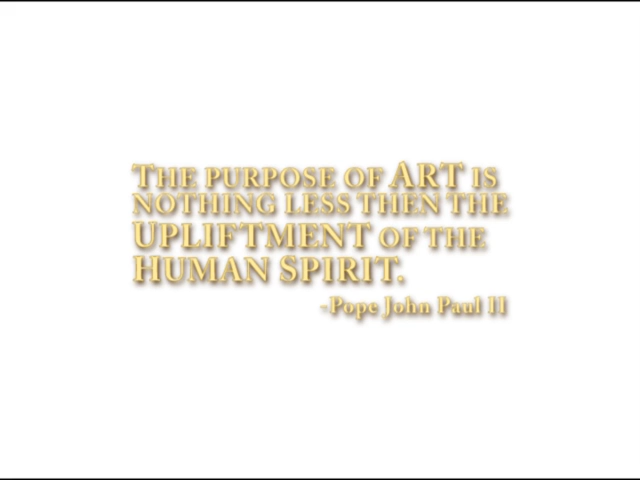 THE PURPOSE OF ART IS
NOTHING LESS THEN THE
UPLIFTMENT OF THE
HUMAN SPIRIT.
-Pope John Paul II